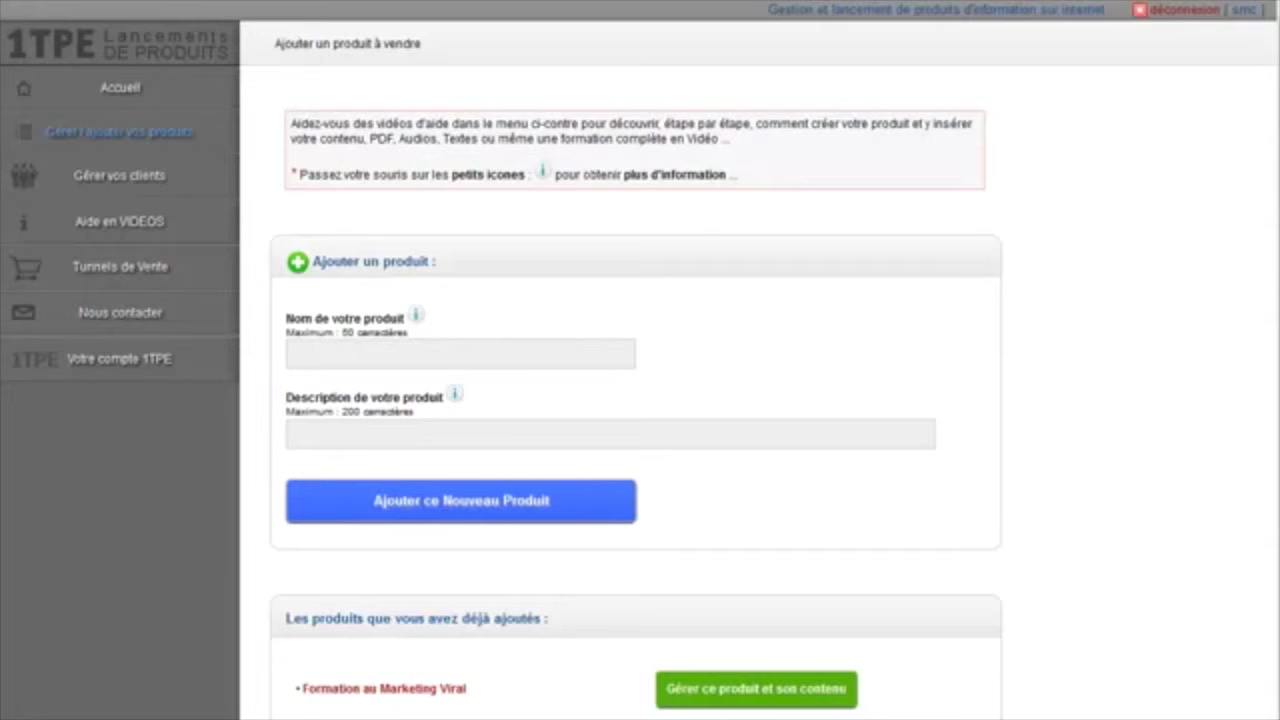 Gestion et lancement de produits d'information sur internet
déconnexion [ smc ]
1TPE Lancements
DE PRODUITS
Ajouter un produit à vendre
Accueil
Gérer / ajouter vos produits
Gérer vos clients
Aide en VIDEOS
Tunnels de Vente
Nous contacter
1TPE Votre compte 1TPE
Aidez-vous des vidéos d'aide dans le menu ci-contre pour découvrir, étape par étape, comment créer votre produit et y insérer
votre contenu, PDF, Audios, Textes ou même une formation complète en Vidéo ...
* Passez votre souris sur les petits icones : i pour obtenir plus d'information ...
Ajouter un produit :
Nom de votre produit i
Maximum : 50 carractères
Description de votre produit i
Maximum : 200 carractères
Ajouter ce Nouveau Produit
Les produits que vous avez déjà ajoutés :
• Formation au Marketing Viral
Gérer ce produit et son contenu